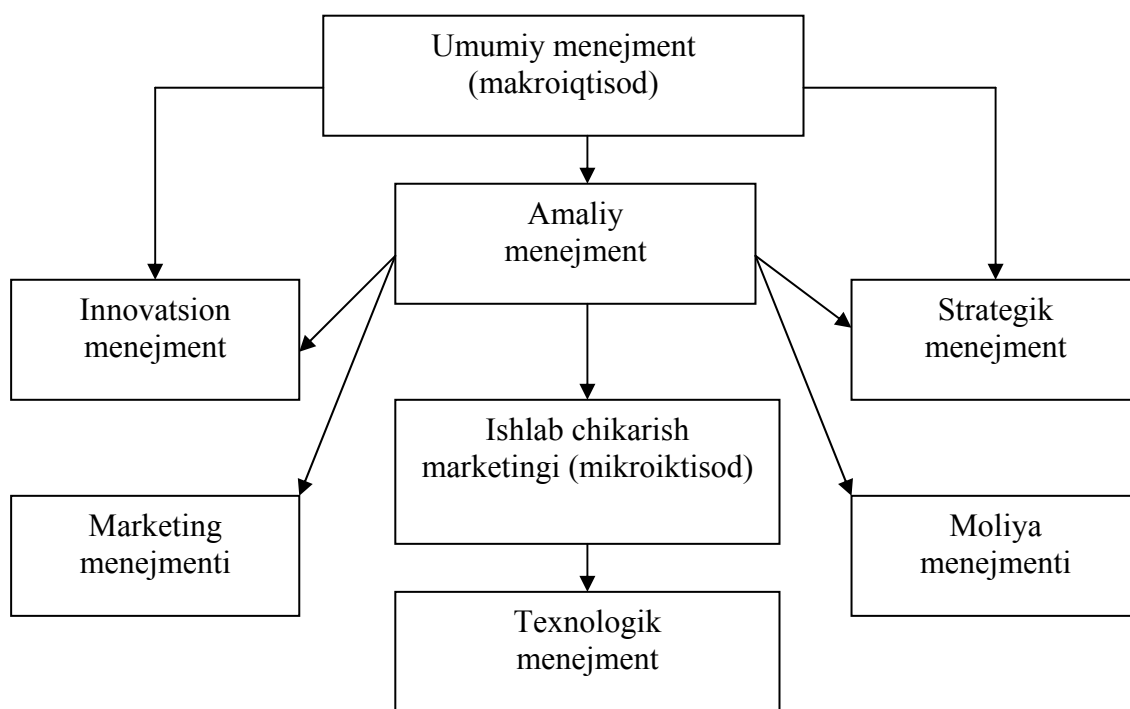 Umumiy menejment
(makroiqtisod)
Amaliy
menejment
Innovatsion
menejment
Strategik
menejment
Ishlab chikarish
marketingi (mikroiktisod)
Marketing
menejmenti
Moliya
menejmenti
Texnologik
menejment